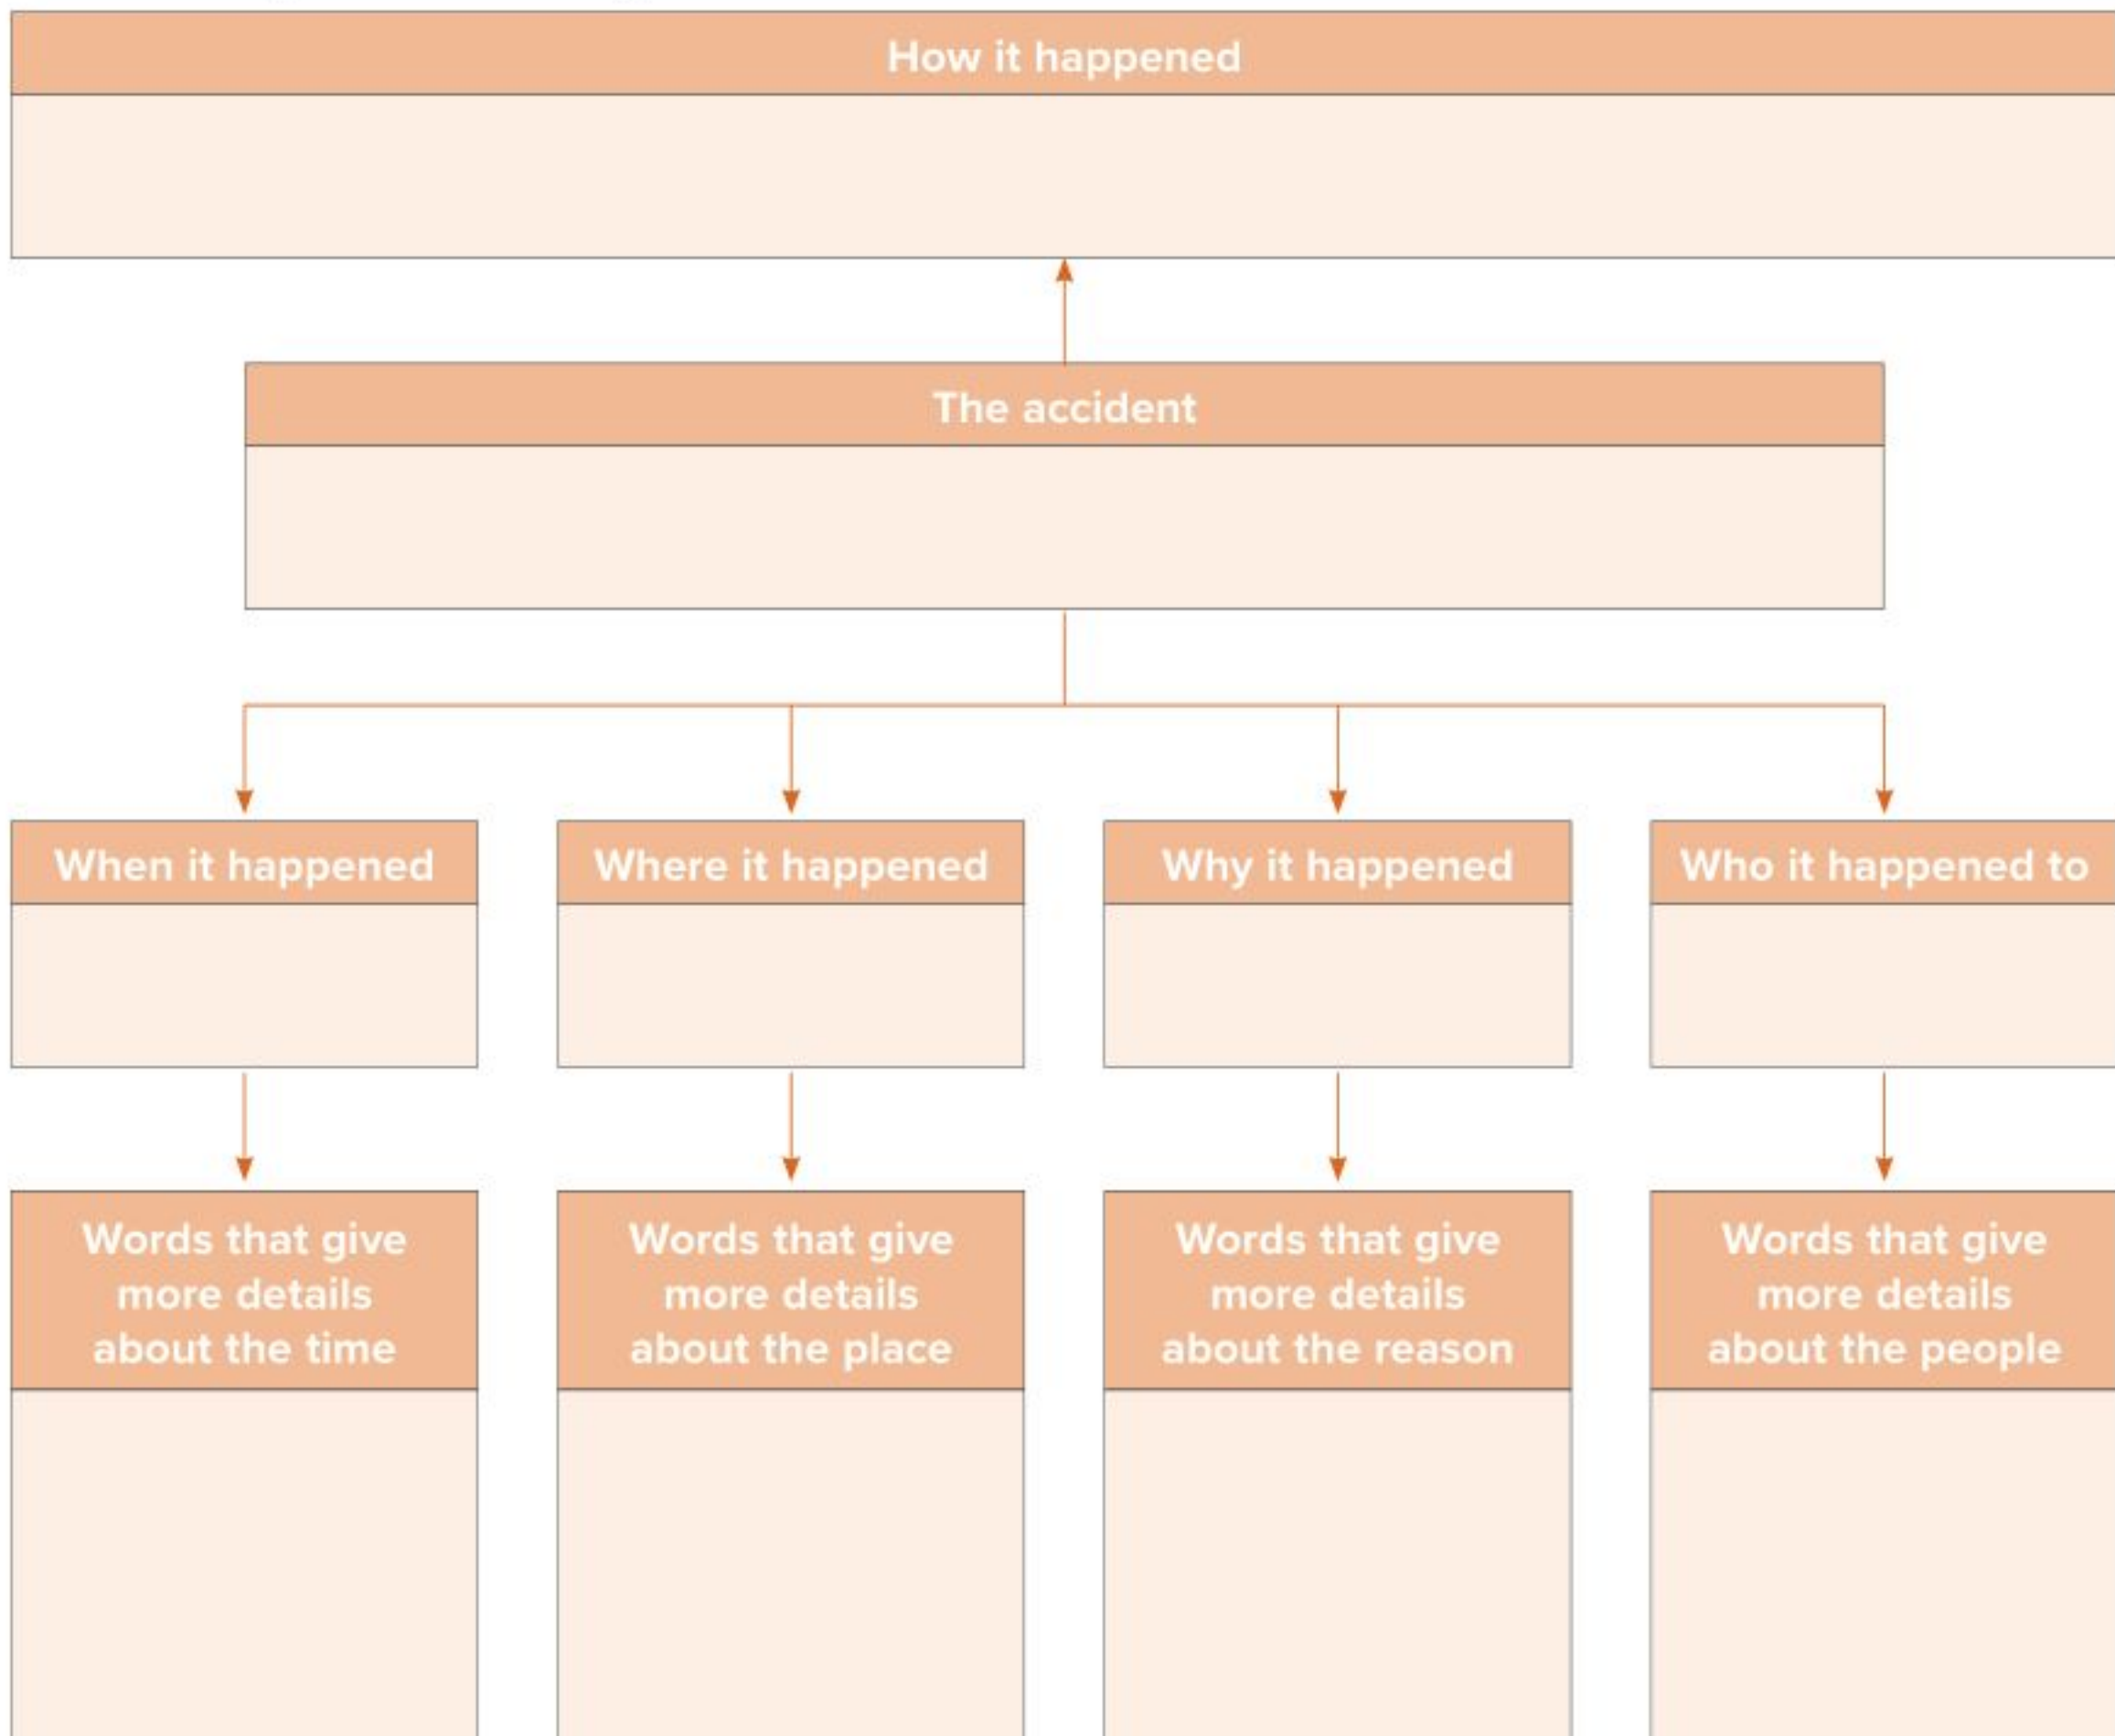 How it happened
The accident
When it happened
Where it happened
Why it happened
Who it happened to
Words that give
more details
about the time
Words that give
more details
about the place
Words that give
more details
about the reason
Words that give
more details
about the people